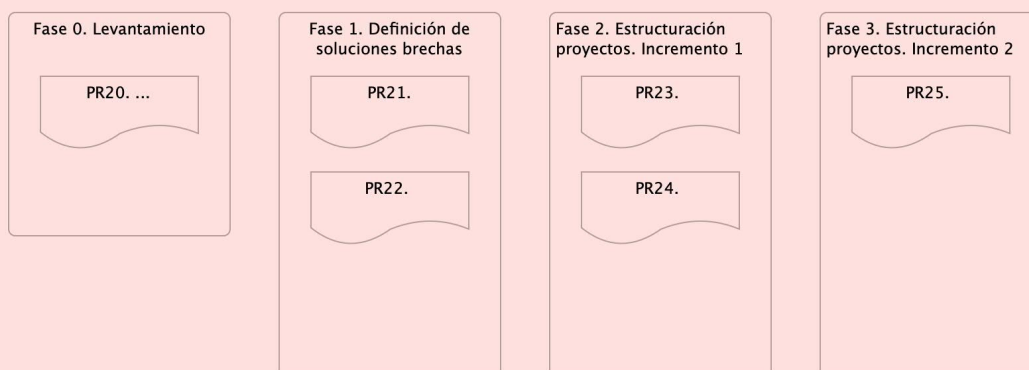 Fase 0. Levantamiento
PR20. ...
Fase 1. Definición de
soluciones brechas
PR21.
PR22.
Fase 2. Estructuración
proyectos. Incremento 1
PR23.
PR24.
Fase 3. Estructuración
proyectos. Incremento 2
PR25.